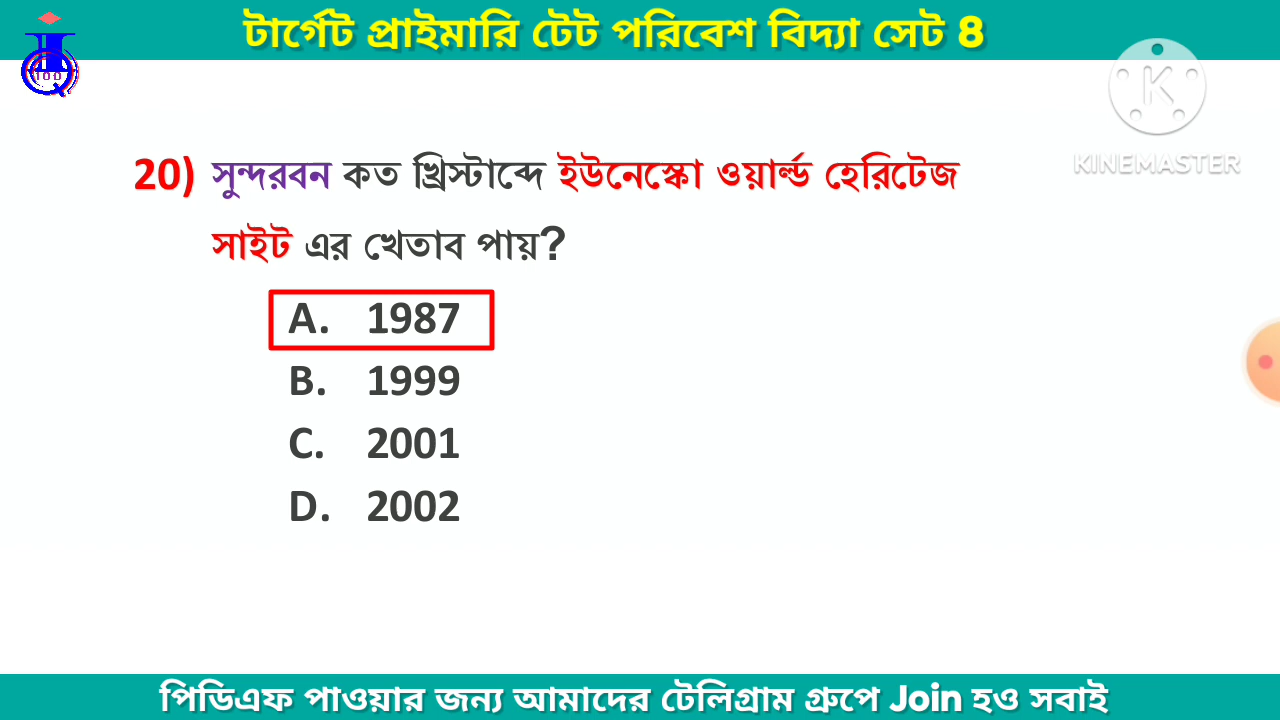 টার্গেট প্রাইমারি টেট পরিবেশ বিদ্যা সেট 8
100
Q
K
KINEMASTER
20) সুন্দরবন কত খ্রিস্টাব্দে ইউনেস্কো ওয়ার্ল্ড হেরিটেজ
সাইট এর খেতাব পায়?
A. 1987
B. 1999
C. 2001
D. 2002
পিডিএফ পাওয়ার জন্য আমাদের টেলিগ্রাম গ্রুপে Join হও সবাই